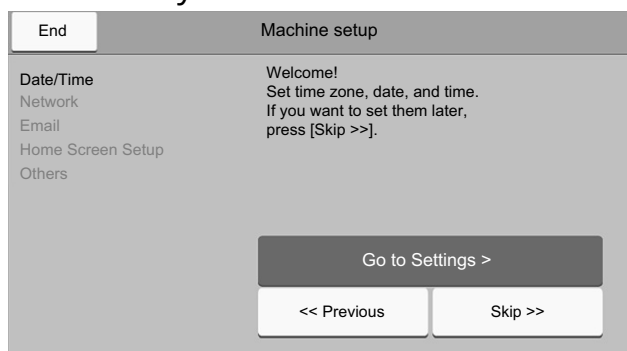 End
Machine setup
Date/Time
Network
Email
Home Screen Setup
Others
Welcome!
Set time zone, date, and time.
If you want to set them later,
press [Skip >>].
Go to Settings >
<< Previous
Skip >>